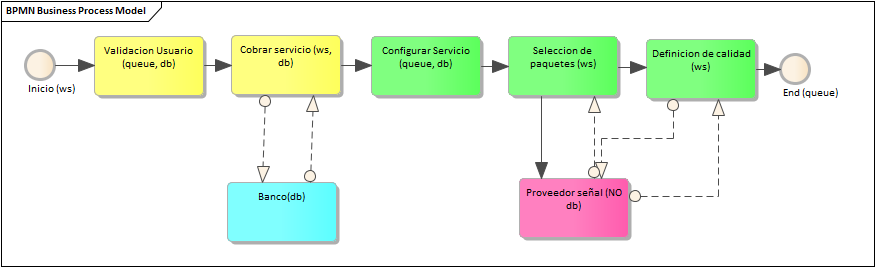 BPMN Business Process Model
Validacion Usuario
(queue, db)
Cobrar servicio (ws,
db)
Configurar Servicio
(queue, db)
Seleccion de
paquetes (ws)
Definicion de calidad
(ws)
Inicio (ws)
End (queue)
Banco(db)
Proveedor señal (NO
db)